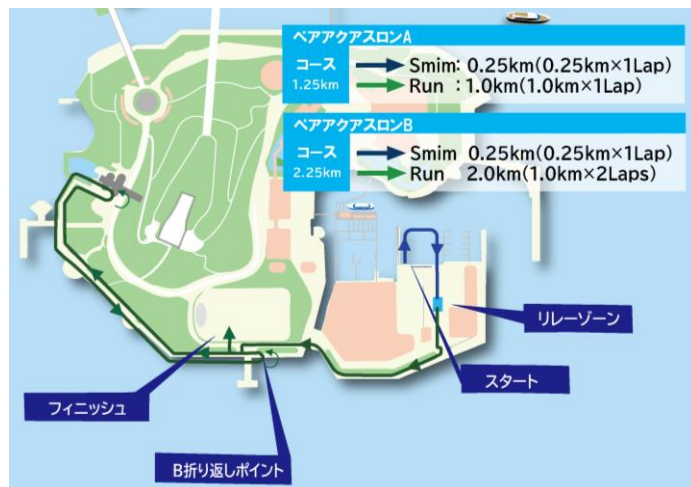 ペアアクアスロンA
コース
1.25km
Smim: 0.25km(0.25km×1Lap)
Run :1.0km(1.0km×1Lap)
ペアアクアスロンB
コース
2.25km
Smim 0.25km(0.25km×1Lap)
Run 2.0km(1.0km×2Laps)
リレーゾーン
スタート
フィニッシュ
B折り返しポイント